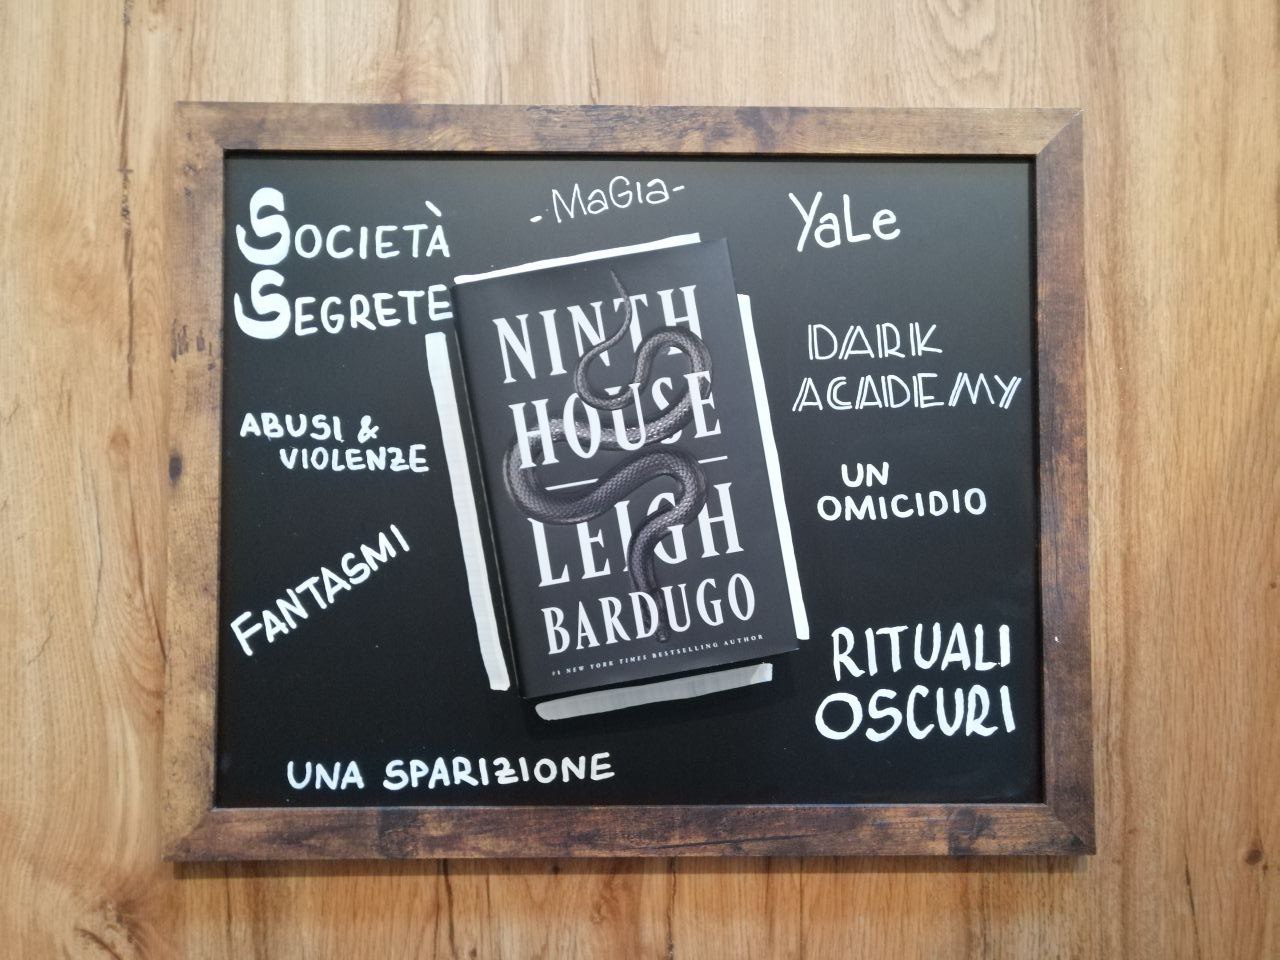 -MaGia-
YaLe
SOCIETÀ
SEGRETE
NINTH
HOUSE
LEIGH
BARDUGO
#1 NEW YORK TIMES BESTSELLING AUTHOR
DARK
ACADEMY
ABUSI &
VIOLENZE
UN
OMICIDIO
FANTASMI
RITUALI
OSCURI
UNA SPARIZIONE